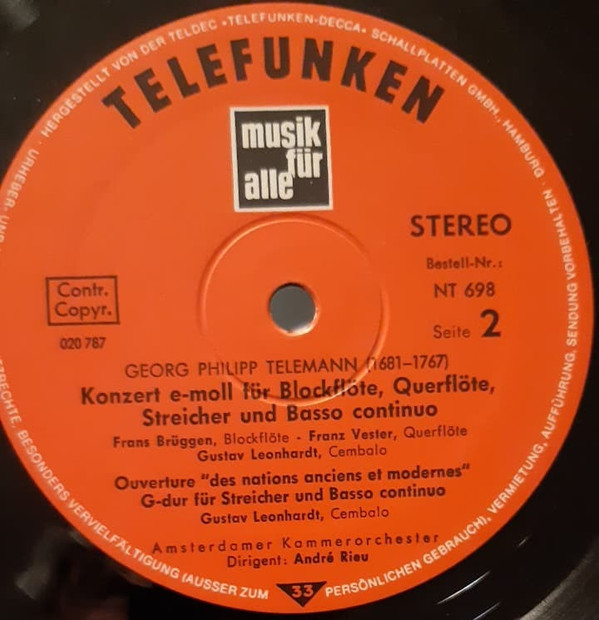 URHEBER-UN · HERGESTELLT VON DER TELDEC »TELEFUNKEN-DECCA« SCHALLPLATTEN GMBH., HAMBURG ·
TELEFUNKEN
musik
für
alle
STEREO
Bestell-Nr.:
NT 698
Seite 2
Contr.
Copyr.
020 787
GEORG PHILIPP TELEMANN (1681–1767)
Konzert e-moll für Blockflöte, Querflöte,
Streicher und Basso continuo
Frans Brüggen, Blockflöte - Franz Vester, Querflöte
Gustav Leonhardt, Cembalo
Ouverture "des nations anciens et modernes"
G-dur für Streicher und Basso continuo
Gustav Leonhardt, Cembalo
Amsterdamer Kammerorchester
Dirigent: André Rieu
33
ZRECHTE, BESONDERS VERVIELFÄLTIGUNG (AUSSER ZUM PERSÖNLICHEN GEBRAUCH), VERMIETUNG, AUFFÜHRUNG, SENDUNG VORBEHALTEN ·